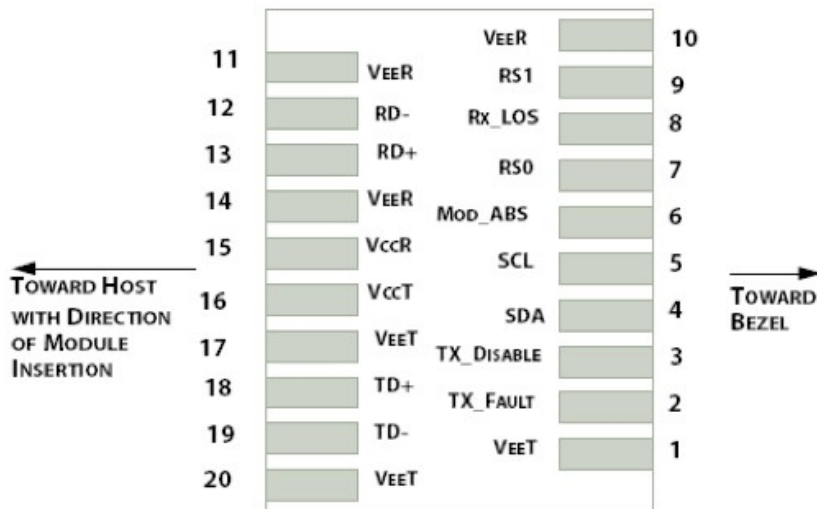 11 VEER
12 RD-
13 RD+
14 VEER
15 VCCR
16 VCCT
17 VEET
18 TD+
19 TD-
20 VEET
VEER 10
RS1 9
RX_LOS 8
RS0 7
MOD_ABS 6
SCL 5
SDA 4
TX_DISABLE 3
TX_FAULT 2
VEET 1
TOWARD HOST
WITH DIRECTION
OF MODULE
INSERTION
TOWARD
BEZEL